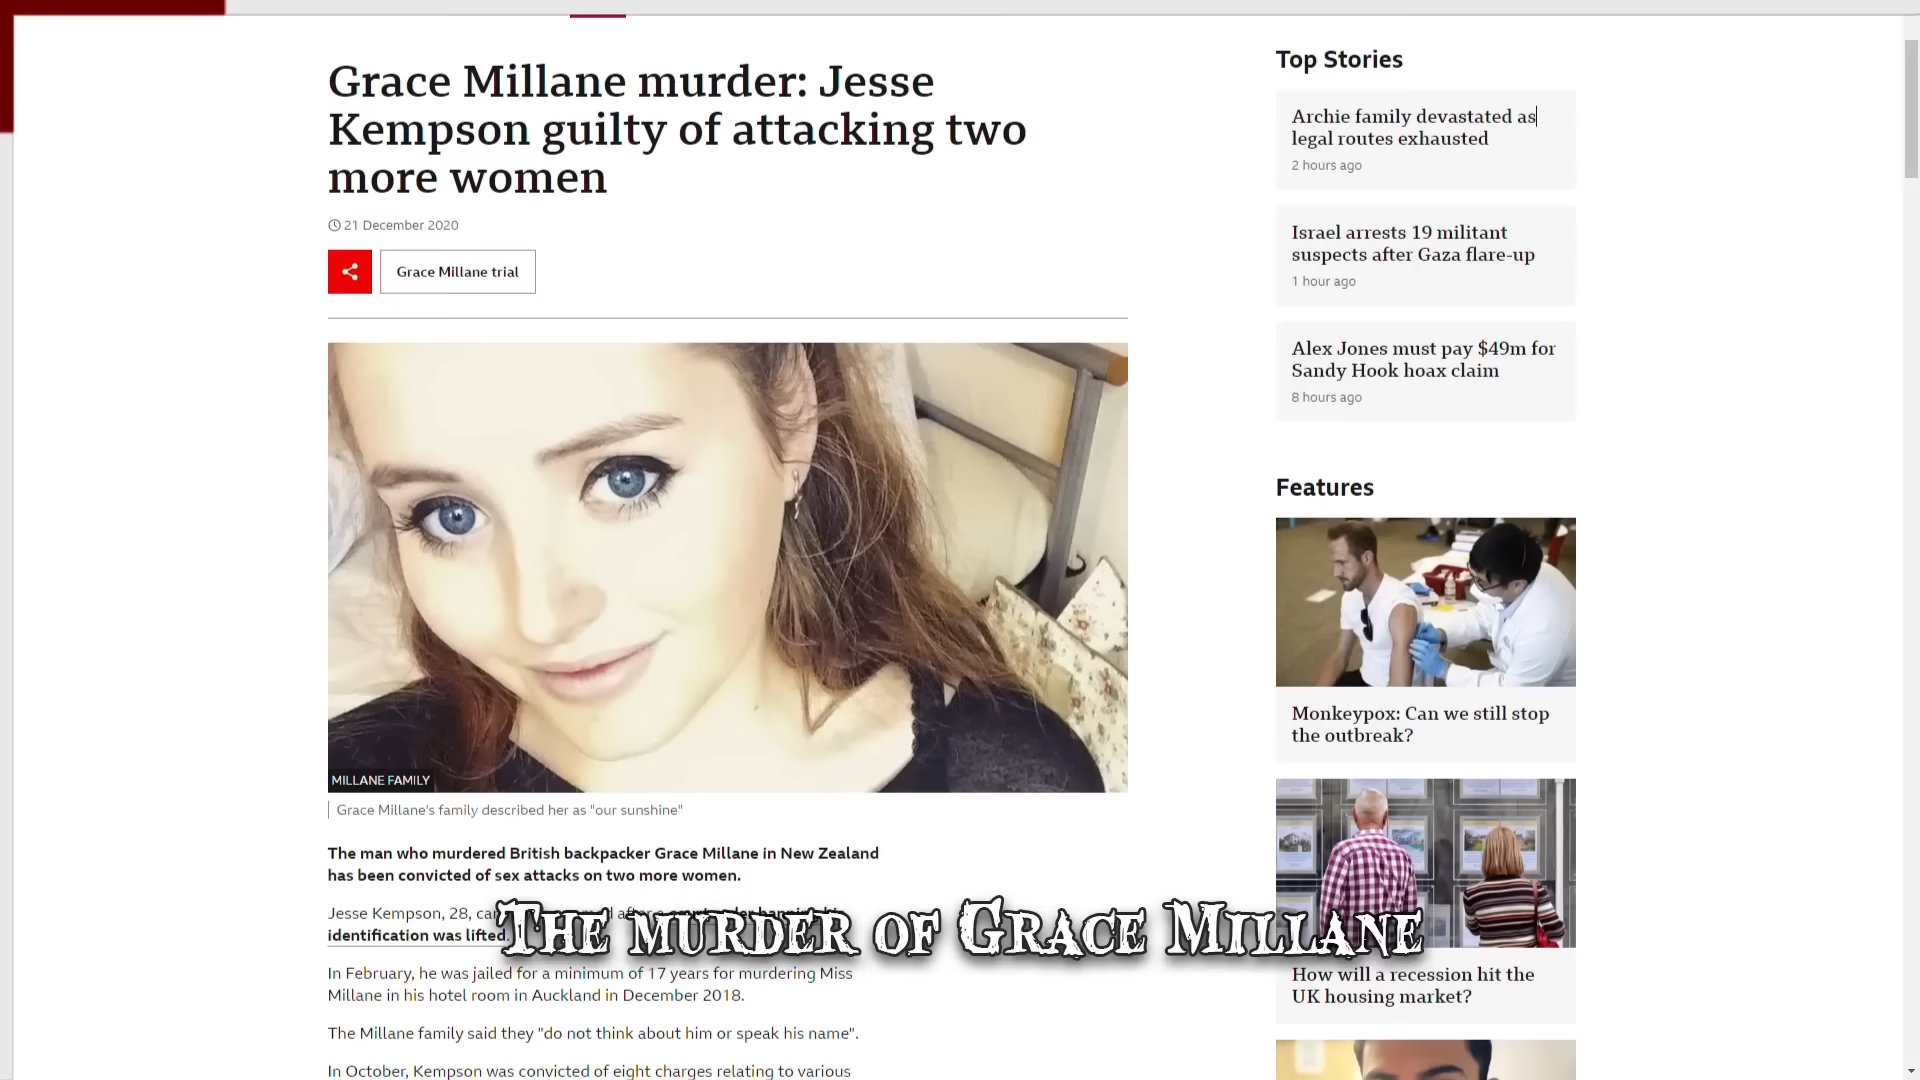 Grace Millane murder: Jesse
Kempson guilty of attacking two
more women
21 December 2020
Grace Millane trial
MILLANE FAMILY
Grace Millane's family described her as "our sunshine"
The man who murdered British backpacker Grace Millane in New Zealand
has been convicted of sex attacks on two more women.
Jesse Kempson, 28,
identification was lifted.
In February, he was jailed for a minimum of 17 years for murdering Miss
Millane in his hotel room in Auckland in December 2018.
The Millane family said they "do not think about him or speak his name".
In October, Kempson was convicted of eight charges relating to various
The murder of Grace Millane
Top Stories
Archie family devastated as
legal routes exhausted
2 hours ago
Israel arrests 19 militant
suspects after Gaza flare-up
1 hour ago
Alex Jones must pay $49m for
Sandy Hook hoax claim
8 hours ago
Features
Monkeypox: Can we still stop
the outbreak?
How will a recession hit the
UK housing market?